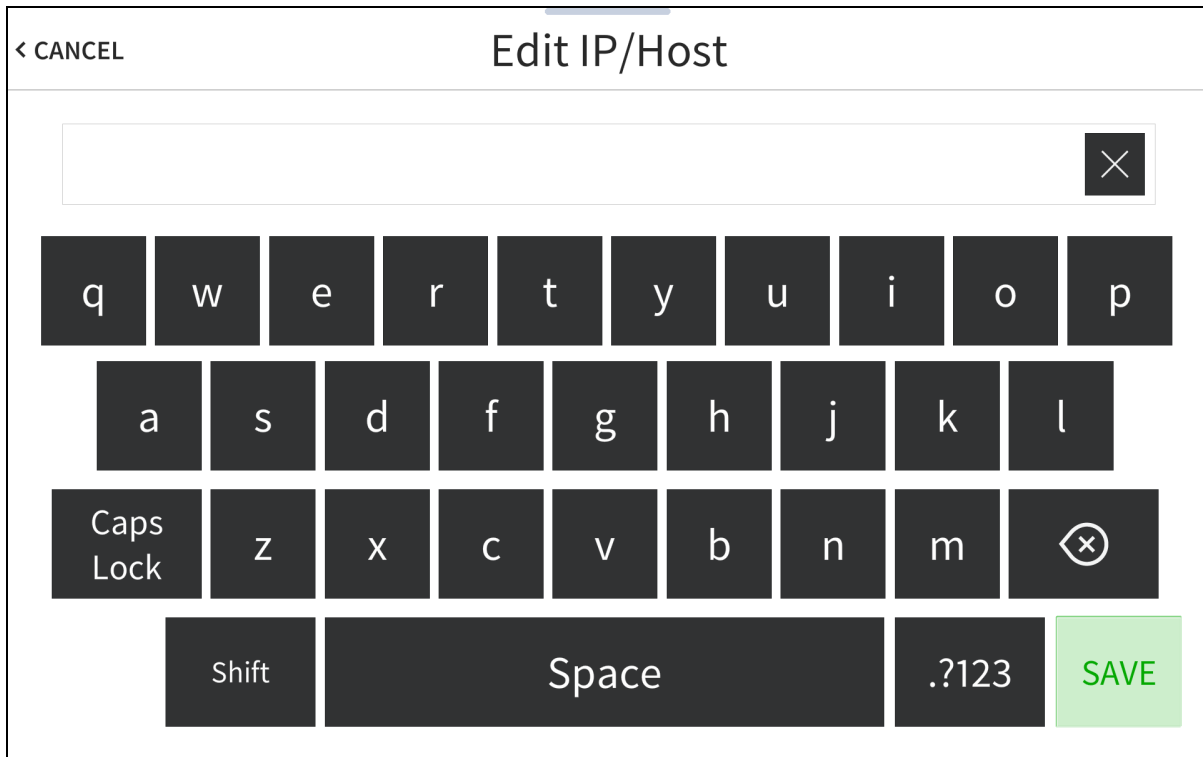 < CANCEL
Edit IP/Host
q w e r t y u i o p
a s d f g h j k l
Caps
Lock
z x c v b n m
Shift Space .?123 SAVE